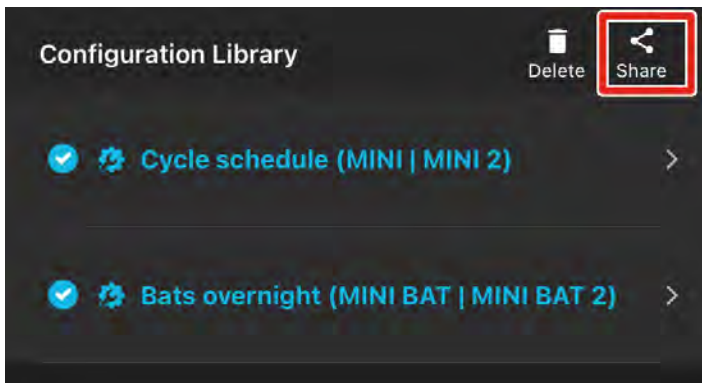 Configuration Library
Delete
Share
Cycle schedule (MINI | MINI 2)
Bats overnight (MINI BAT | MINI BAT 2)